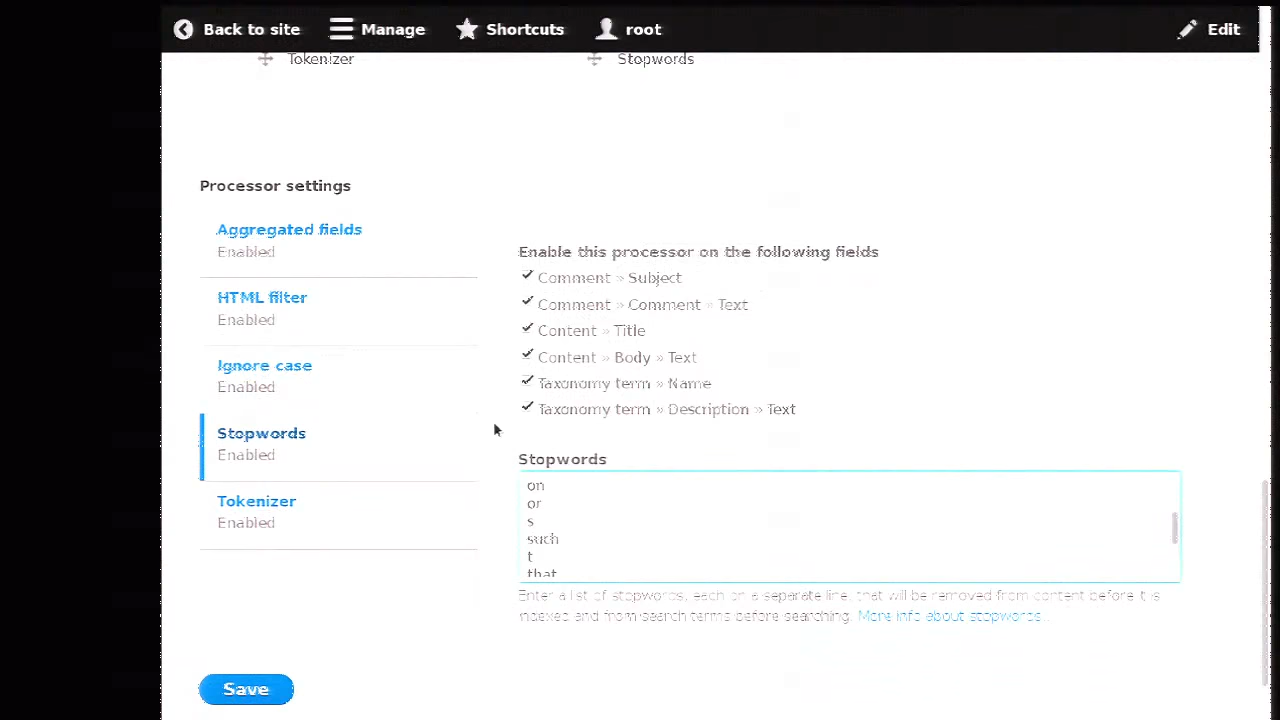 Back to site Manage Shortcuts root Edit
Tokenizer Stopwords
Processor settings
Aggregated fields
Enabled
HTML filter
Enabled
Ignore case
Enabled
Stopwords
Enabled
Tokenizer
Enabled
Enable this processor on the following fields
Comment » Subject
Comment » Comment » Text
Content » Title
Content » Body » Text
Taxonomy term » Name
Taxonomy term » Description » Text
Stopwords
on
or
s
such
t
that
Enter a list of stopwords, each on a separate line, that will be removed from content before it is
indexed and from search terms before searching. More info about stopwords.
Save